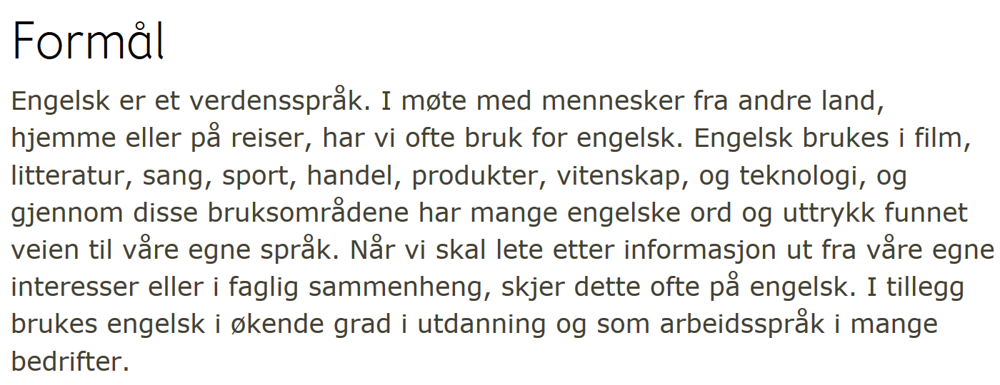 Formål
Engelsk er et verdensspråk. I møte med mennesker fra andre land,
hjemme eller på reiser, har vi ofte bruk for engelsk. Engelsk brukes i film,
litteratur, sang, sport, handel, produkter, vitenskap, og teknologi, og
gjennom disse bruksområdene har mange engelske ord og uttrykk funnet
veien til våre egne språk. Når vi skal lete etter informasjon ut fra våre egne
interesser eller i faglig sammenheng, skjer dette ofte på engelsk. I tillegg
brukes engelsk i økende grad i utdanning og som arbeidsspråk i mange
bedrifter.